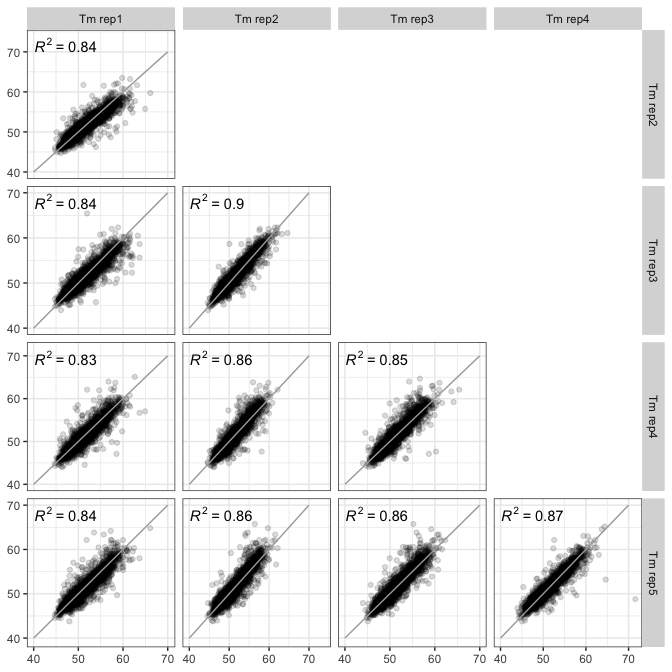 Tm rep1 Tm rep2 Tm rep3 Tm rep4
70 R² = 0.84
60
50
40
Tm rep2
70 R² = 0.84 R² = 0.9
60
50
40
Tm rep3
70 R² = 0.83 R² = 0.86 R² = 0.85
60
50
40
Tm rep4
70 R² = 0.84 R² = 0.86 R² = 0.86 R² = 0.87
60
50
40
Tm rep5
40 50 60 70 40 50 60 70 40 50 60 70 40 50 60 70